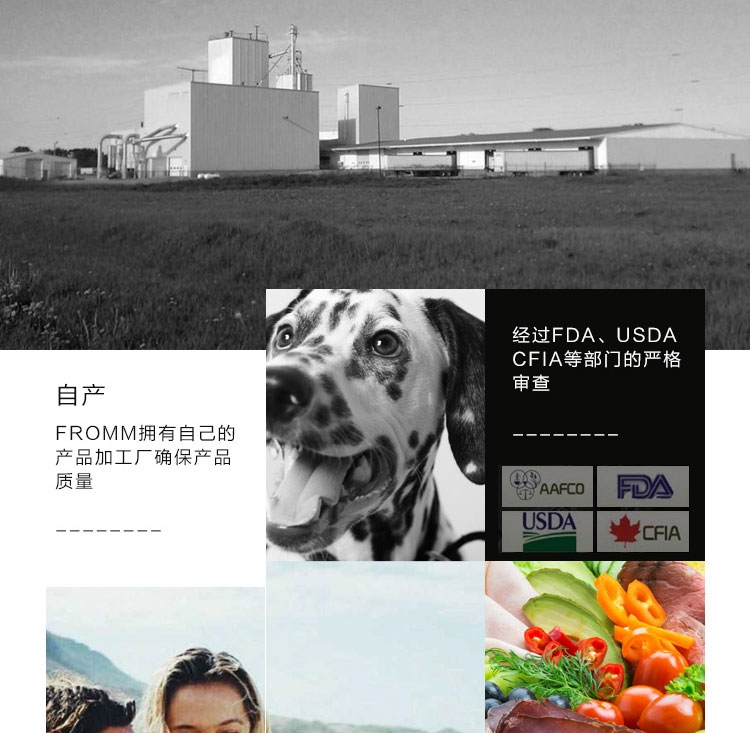 自产
FROMM拥有自己的
产品加工厂确保产品
质量
经过FDA、USDA
CFIA等部门的严格
审查
AAFCO
FDA
USDA
CFIA